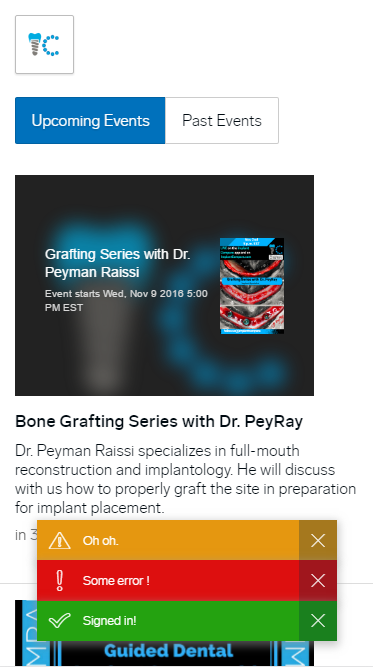 Upcoming Events
Past Events
Grafting Series with Dr.
Peyman Raissi
Event starts Wed, Nov 9 2016 5:00
PM EST
Bone Grafting Series with Dr. PeyRay
Dr. Peyman Raissi specializes in full-mouth
reconstruction and implantology. He will discuss
with us how to properly graft the site in preparation
for implant placement.
in 3
Oh oh.
Some error !
Signed in!
Guided Dental